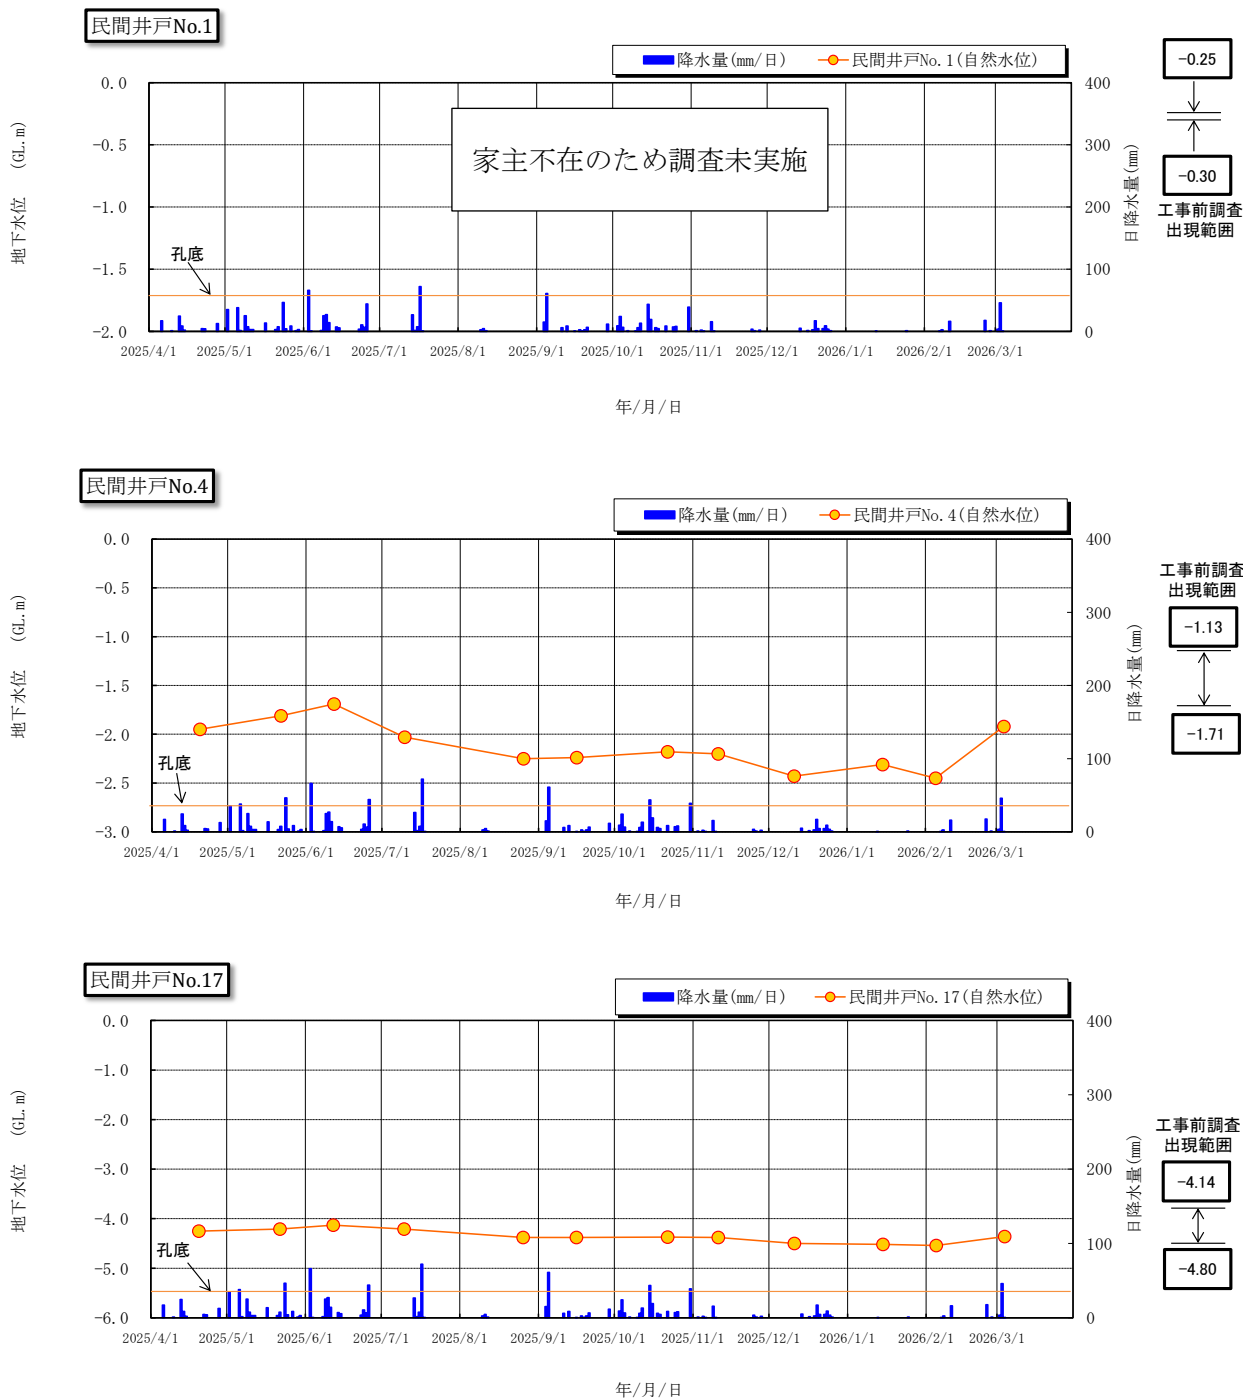 民間井戸No.1
降水量(mm/日) 民間井戸No.1(自然水位)
地下水位 (GL.m)
0.0
-0.5
-1.0
-1.5
-2.0
家主不在のため調査未実施
孔底
400
300
200
100
0
日降水量(mm)
2025/4/1 2025/5/1 2025/6/1 2025/7/1 2025/8/1 2025/9/1 2025/10/1 2025/11/1 2025/12/1 2026/1/1 2026/2/1 2026/3/1
年/月/日
-0.25
-0.30
工事前調査
出現範囲
民間井戸No.4
降水量(mm/日) 民間井戸No.4(自然水位)
地下水位 (GL.m)
0.0
-0.5
-1.0
-1.5
-2.0
-2.5
-3.0
孔底
400
300
200
100
0
日降水量(mm)
2025/4/1 2025/5/1 2025/6/1 2025/7/1 2025/8/1 2025/9/1 2025/10/1 2025/11/1 2025/12/1 2026/1/1 2026/2/1 2026/3/1
年/月/日
工事前調査
出現範囲
-1.13
-1.71
民間井戸No.17
降水量(mm/日) 民間井戸No.17(自然水位)
地下水位 (GL.m)
0.0
-1.0
-2.0
-3.0
-4.0
-5.0
-6.0
孔底
400
300
200
100
0
日降水量(mm)
2025/4/1 2025/5/1 2025/6/1 2025/7/1 2025/8/1 2025/9/1 2025/10/1 2025/11/1 2025/12/1 2026/1/1 2026/2/1 2026/3/1
年/月/日
工事前調査
出現範囲
-4.14
-4.80